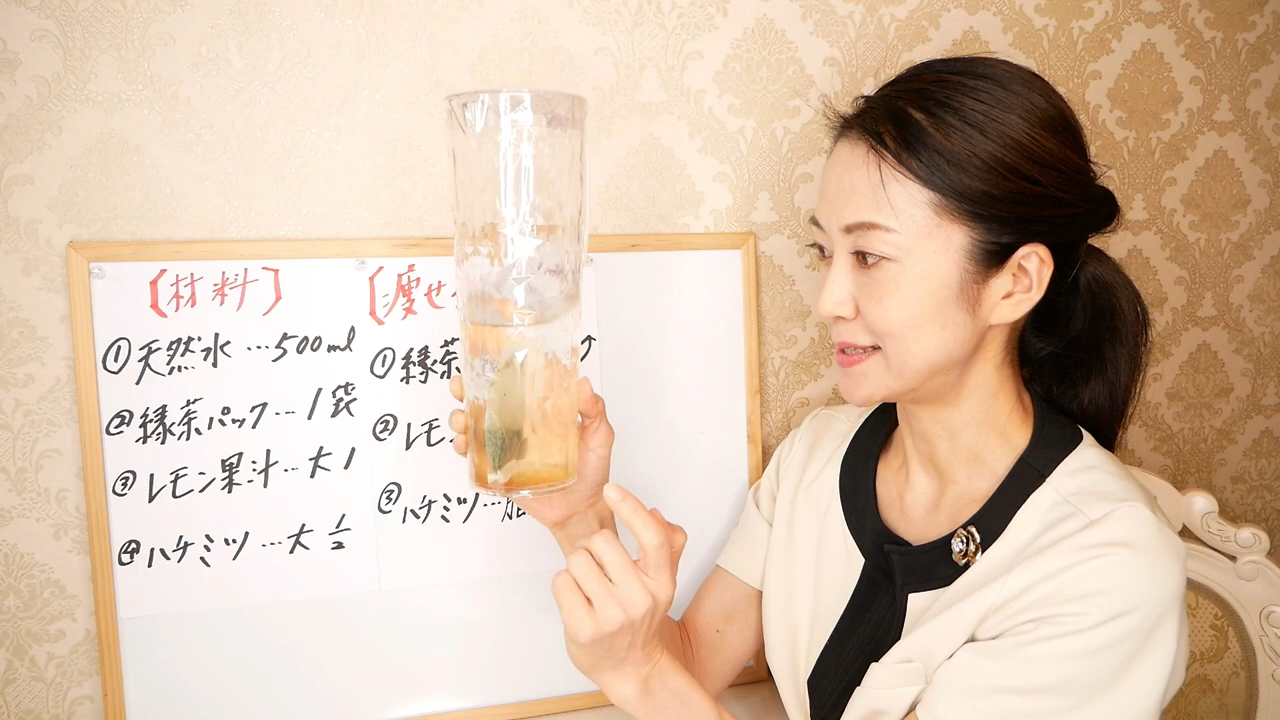 【材料】
①天然水…500ml
②緑茶パック…1袋
③レモン果汁…大1
④ハチミツ…大1/2
【痩せ
①緑茶
②レモ
③ハチミツ…